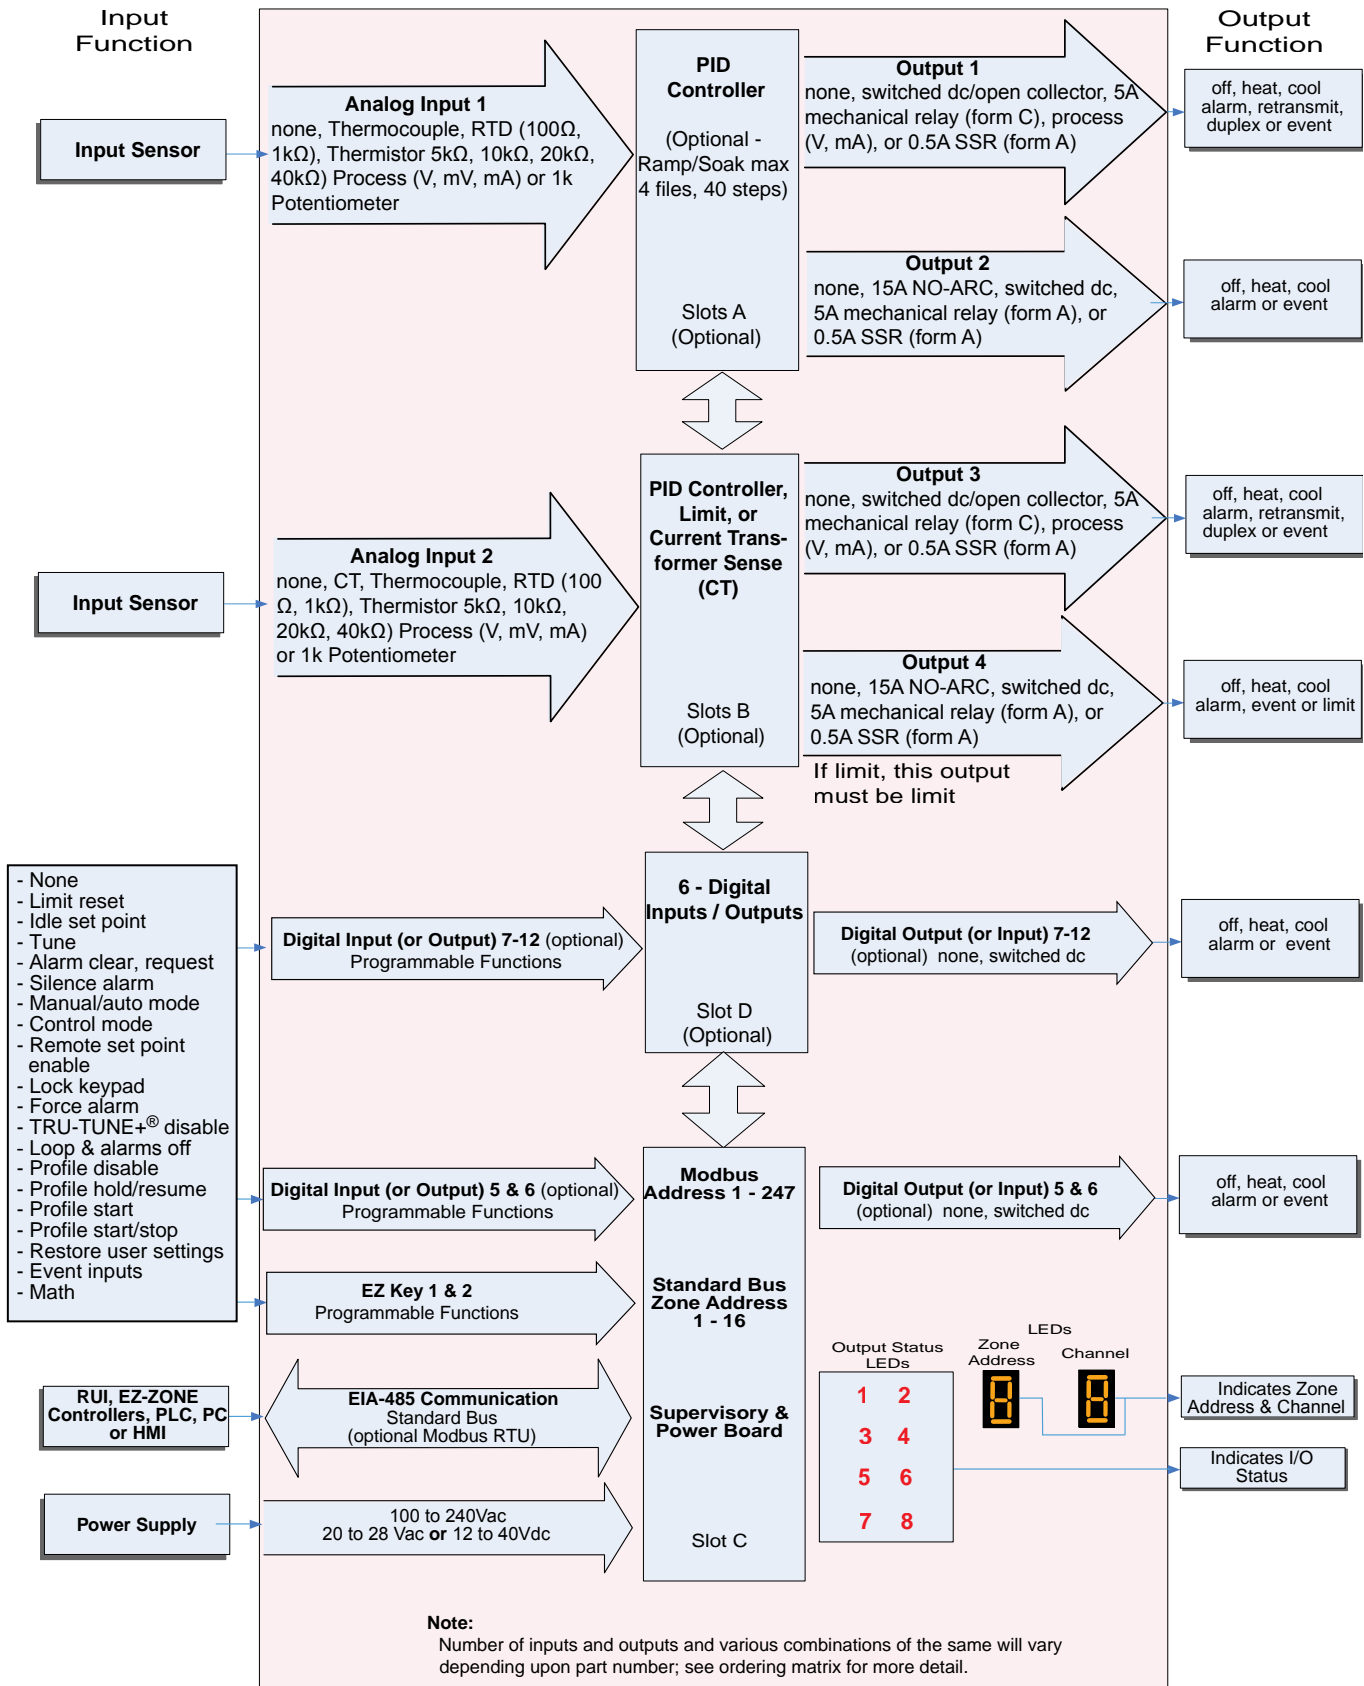 Input
Function
Output
Function
Input Sensor
Analog Input 1
none, Thermocouple, RTD (100Ω,
1kΩ), Thermistor 5kΩ, 10kΩ, 20kΩ,
40kΩ) Process (V, mV, mA) or 1k
Potentiometer
PID
Controller
(Optional -
Ramp/Soak max
4 files, 40 steps)
Slots A
(Optional)
Output 1
none, switched dc/open collector, 5A
mechanical relay (form C), process
(V, mA), or 0.5A SSR (form A)
off, heat, cool
alarm, retransmit,
duplex or event
Output 2
none, 15A NO-ARC, switched dc,
5A mechanical relay (form A), or
0.5A SSR (form A)
off, heat, cool
alarm or event
Input Sensor
Analog Input 2
none, CT, Thermocouple, RTD (100
Ω, 1kΩ), Thermistor 5kΩ, 10kΩ,
20kΩ, 40kΩ) Process (V, mV, mA)
or 1k Potentiometer
PID Controller,
Limit, or
Current Trans-
former Sense
(CT)
Slots B
(Optional)
Output 3
none, switched dc/open collector, 5A
mechanical relay (form C), process
(V, mA), or 0.5A SSR (form A)
off, heat, cool
alarm, retransmit,
duplex or event
Output 4
none, 15A NO-ARC, switched dc,
5A mechanical relay (form A), or
0.5A SSR (form A)
If limit, this output
must be limit
off, heat, cool
alarm, event or limit
- None
- Limit reset
- Idle set point
- Tune
- Alarm clear, request
- Silence alarm
- Manual/auto mode
- Control mode
- Remote set point
enable
- Lock keypad
- Force alarm
- TRU-TUNE+® disable
- Loop & alarms off
- Profile disable
- Profile hold/resume
- Profile start
- Profile start/stop
- Restore user settings
- Event inputs
- Math
Digital Input (or Output) 7-12 (optional)
Programmable Functions
6 - Digital
Inputs / Outputs
Slot D
(Optional)
Digital Output (or Input) 7-12
(optional) none, switched dc
off, heat, cool
alarm or event
Digital Input (or Output) 5 & 6 (optional)
Programmable Functions
Modbus
Address 1 - 247
Digital Output (or Input) 5 & 6
(optional) none, switched dc
off, heat, cool
alarm or event
EZ Key 1 & 2
Programmable Functions
Standard Bus
Zone Address
1 - 16
RUI, EZ-ZONE
Controllers, PLC, PC
or HMI
EIA-485 Communication
Standard Bus
(optional Modbus RTU)
Supervisory &
Power Board
Output Status
LEDs
1 2
3 4
5 6
7 8
LEDs
Zone
Address
Channel
8
8
Indicates Zone
Address & Channel
Indicates I/O
Status
Power Supply
100 to 240Vac
20 to 28 Vac or 12 to 40Vdc
Slot C
Note:
Number of inputs and outputs and various combinations of the same will vary
depending upon part number; see ordering matrix for more detail.